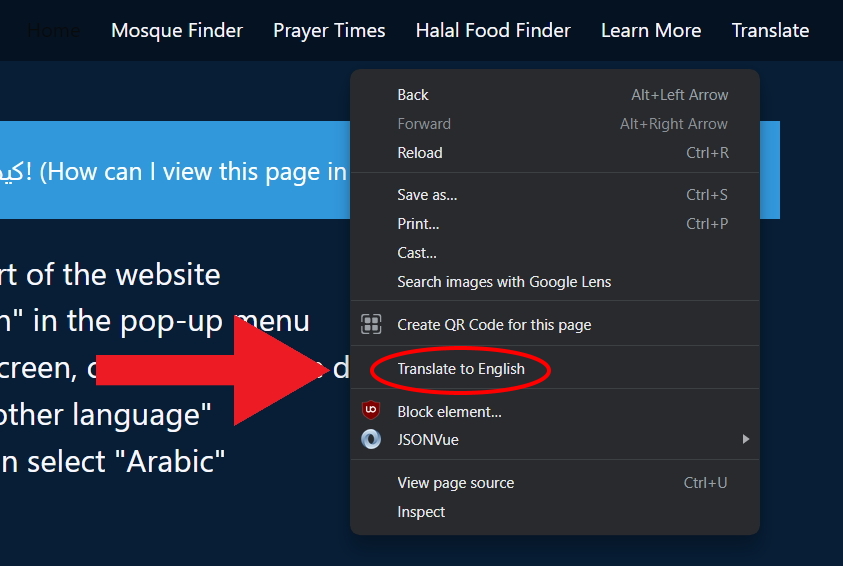 Home Mosque Finder Prayer Times Halal Food Finder Learn More Translate
! (How can I view this page in
rt of the website
n" in the pop-up menu
creen,
other language"
n select "Arabic"
Back Alt+Left Arrow
Forward Alt+Right Arrow
Reload Ctrl+R
Save as... Ctrl+S
Print... Ctrl+P
Cast...
Search images with Google Lens
Create QR Code for this page
Translate to English
Block element...
JSONVue
View page source Ctrl+U
Inspect